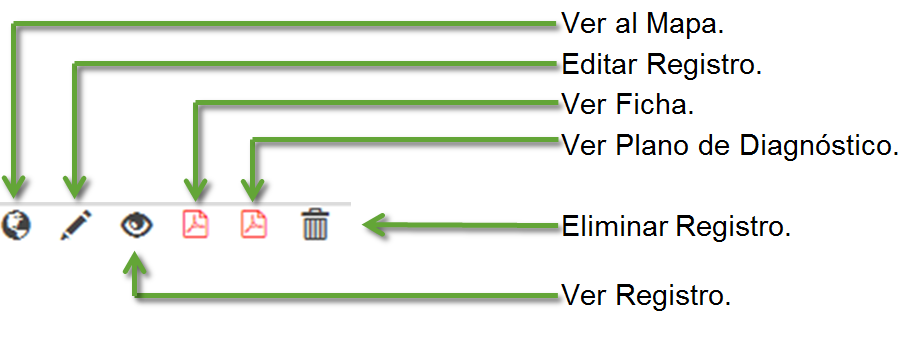 Ver al Mapa.
Editar Registro.
Ver Ficha.
Ver Plano de Diagnóstico.
Eliminar Registro.
Ver Registro.